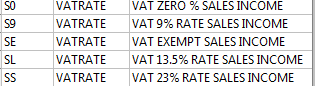 S0 VATRATE VAT ZERO % SALES INCOME
S9 VATRATE VAT 9% RATE SALES INCOME
SE VATRATE VAT EXEMPT SALES INCOME
SL VATRATE VAT 13.5% RATE SALES INCOME
SS VATRATE VAT 23% RATE SALES INCOME